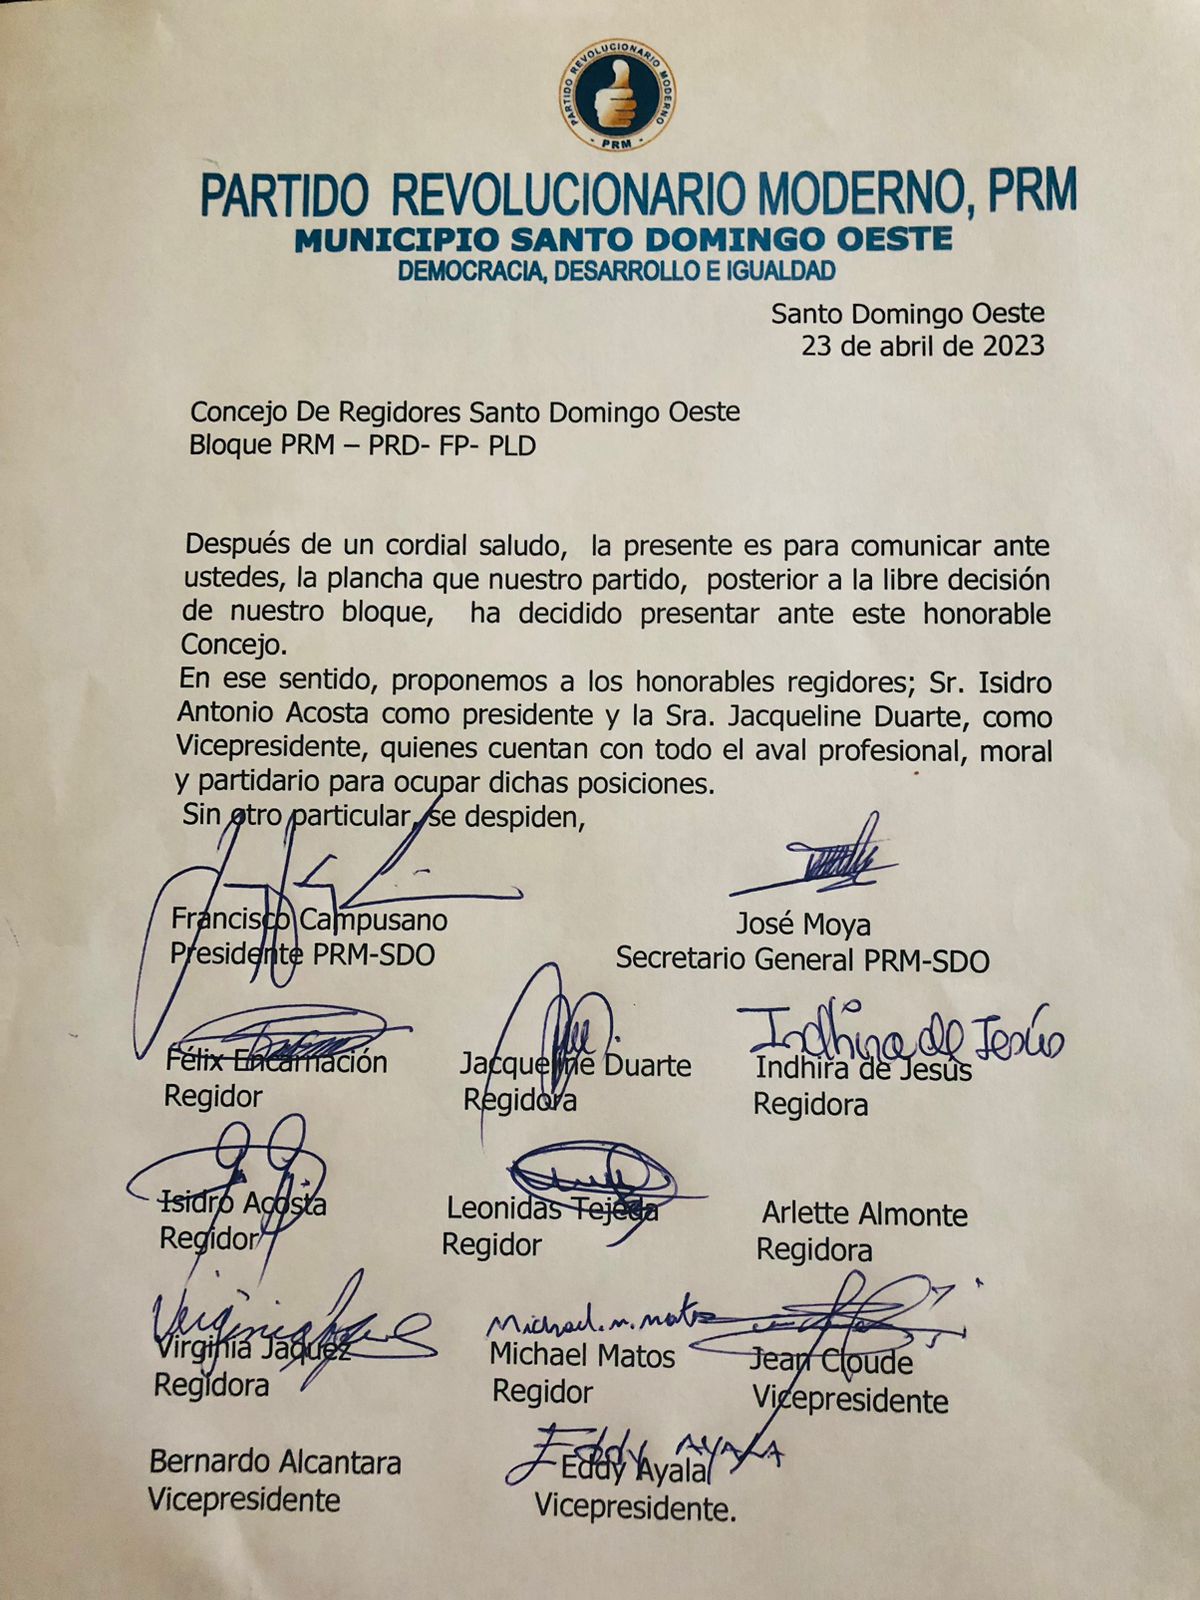 PARTIDO REVOLUCIONARIO MODERNO
- PRM -
PARTIDO REVOLUCIONARIO MODERNO, PRM
MUNICIPIO SANTO DOMINGO OESTE
DEMOCRACIA, DESARROLLO E IGUALDAD
Santo Domingo Oeste
23 de abril de 2023
Concejo De Regidores Santo Domingo Oeste
Bloque PRM – PRD- FP- PLD
Después de un cordial saludo, la presente es para comunicar ante
ustedes, la plancha que nuestro partido, posterior a la libre decisión
de nuestro bloque, ha decidido presentar ante este honorable
Concejo.
En ese sentido, proponemos a los honorables regidores; Sr. Isidro
Antonio Acosta como presidente y la Sra. Jacqueline Duarte, como
Vicepresidente, quienes cuentan con todo el aval profesional, moral
y partidario para ocupar dichas posiciones.
Sin otro particular, se despiden,
Francisco Campusano José Moya
Presidente PRM-SDO Secretario General PRM-SDO
Indhira de Jesús
Félix Encarnación Jacqueline Duarte Indhira de Jesùs
Regidor Regidora Regidora
Isidro Acosta Leonidas Tejeda Arlette Almonte
Regidor Regidor Regidora
Virginia Jaquez Michael.m.matos
Virginia Jaquez Michael Matos Jean Cloude
Regidora Regidor Vicepresidente
Eddy AYALA
Bernardo Alcantara Eddy Ayala
Vicepresidente Vicepresidente.